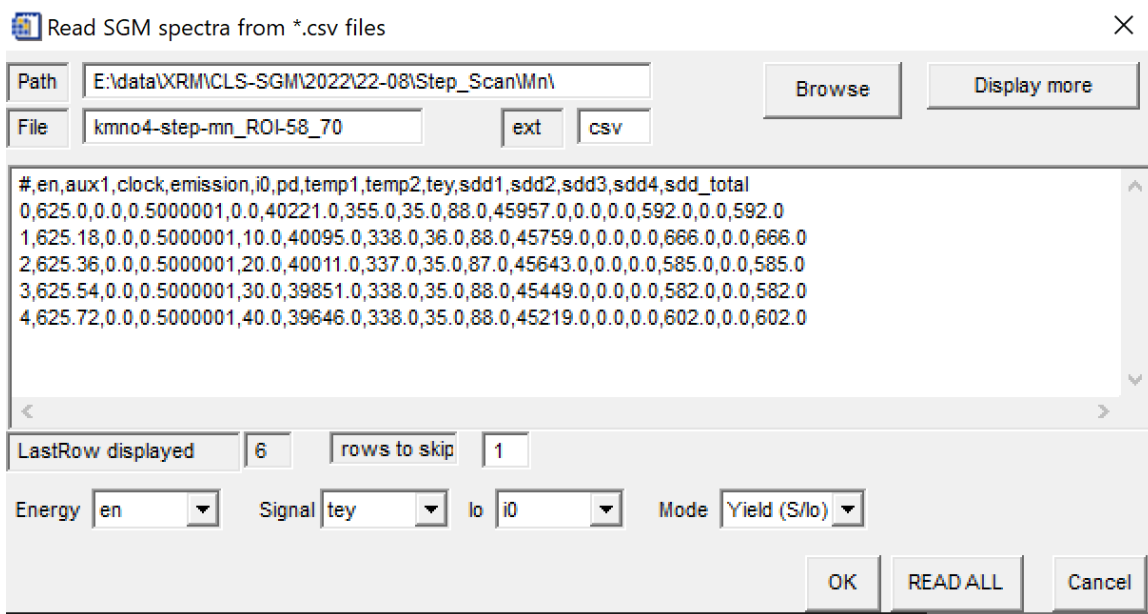 Read SGM spectra from *.csv files
Path E:\data\XRM\CLS-SGM\2022\22-08\Step_Scan\Mn\ Browse Display more
File kmno4-step-mn_ROI-58_70 ext csv
#,en,aux1,clock,emission,i0,pd,temp1,temp2,tey,sdd1,sdd2,sdd3,sdd4,sdd_total
0,625.0,0.0,0.5000001,0.0,40221.0,355.0,35.0,88.0,45957.0,0.0,0.0,592.0,0.0,592.0
1,625.18,0.0,0.5000001,10.0,40095.0,338.0,36.0,88.0,45759.0,0.0,0.0,666.0,0.0,666.0
2,625.36,0.0,0.5000001,20.0,40011.0,337.0,35.0,87.0,45643.0,0.0,0.0,585.0,0.0,585.0
3,625.54,0.0,0.5000001,30.0,39851.0,338.0,35.0,88.0,45449.0,0.0,0.0,582.0,0.0,582.0
4,625.72,0.0,0.5000001,40.0,39646.0,338.0,35.0,88.0,45219.0,0.0,0.0,602.0,0.0,602.0
LastRow displayed 6 rows to skip 1
Energy en Signal tey Io i0 Mode Yield (S/Io)
OK READ ALL Cancel